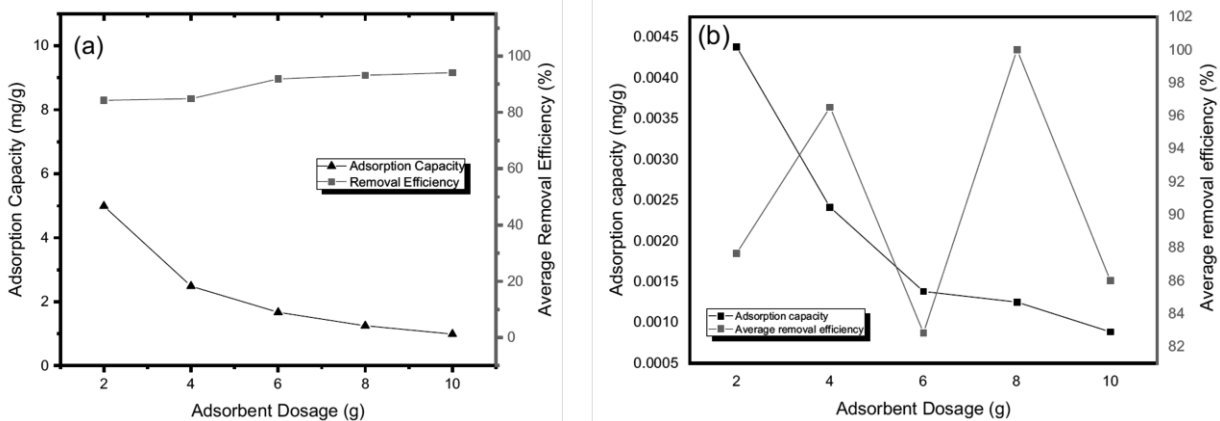 (a)
Adsorption Capacity (mg/g)
10
8
6
4
2
0
Average Removal Efficiency (%)
100
80
60
40
20
0
Adsorption Capacity
Removal Efficiency
2 4 6 8 10
Adsorbent Dosage (g)
(b)
Adsorption capacity (mg/g)
0.0045
0.0040
0.0035
0.0030
0.0025
0.0020
0.0015
0.0010
0.0005
Average removal efficiency (%)
102
100
98
96
94
92
90
88
86
84
82
Adsorption capacity
Average removal efficiency
2 4 6 8 10
Adsorbent Dosage (g)